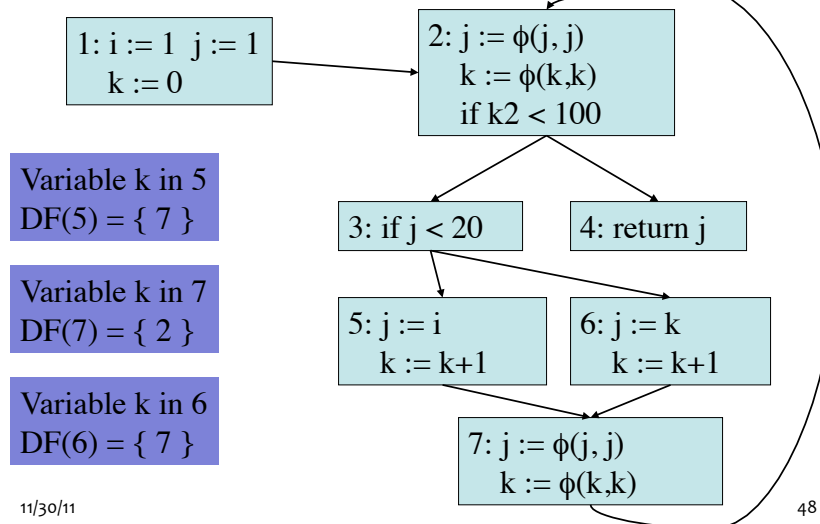 1: i := 1 j := 1
k := 0
2: j := ϕ(j, j)
k := ϕ(k,k)
if k2 < 100
Variable k in 5
DF(5) = { 7 }
3: if j < 20
4: return j
Variable k in 7
DF(7) = { 2 }
5: j := i
k := k+1
6: j := k
k := k+1
Variable k in 6
DF(6) = { 7 }
7: j := ϕ(j, j)
k := ϕ(k,k)
11/30/11
48